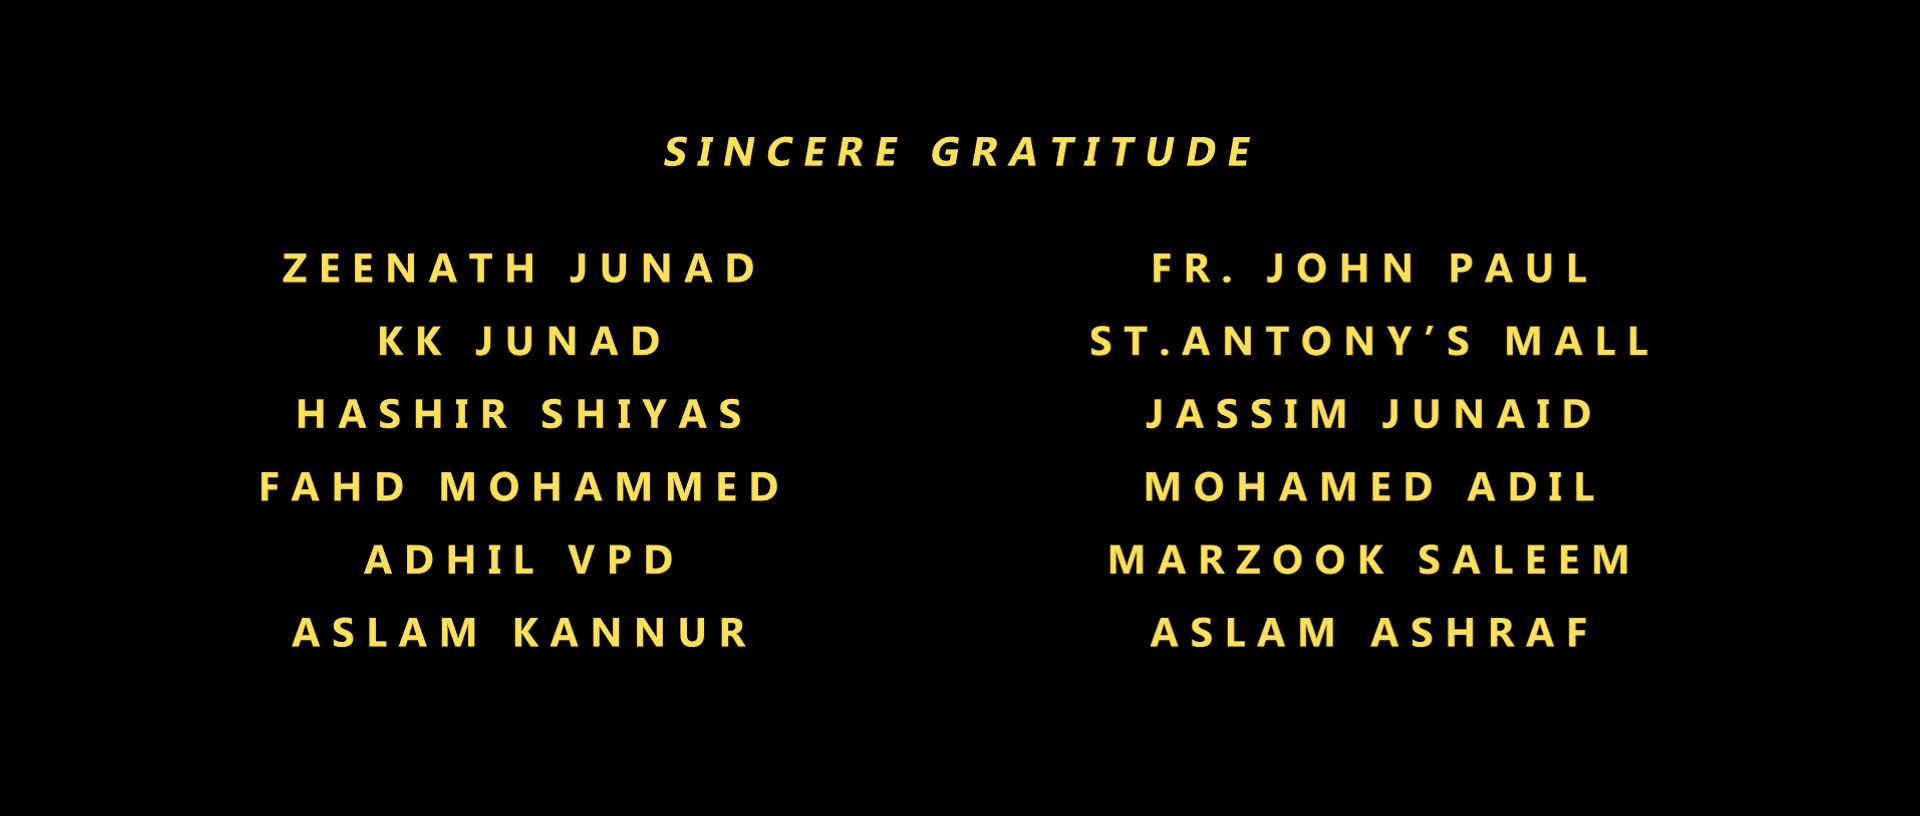 SINCERE GRATITUDE
ZEENATH JUNAD
KK JUNAD
HASHIR SHIYAS
FAHD MOHAMMED
ADHIL VPD
ASLAM KANNUR
FR. JOHN PAUL
ST.ANTONY’S MALL
JASSIM JUNAID
MOHAMED ADIL
MARZOOK SALEEM
ASLAM ASHRAF